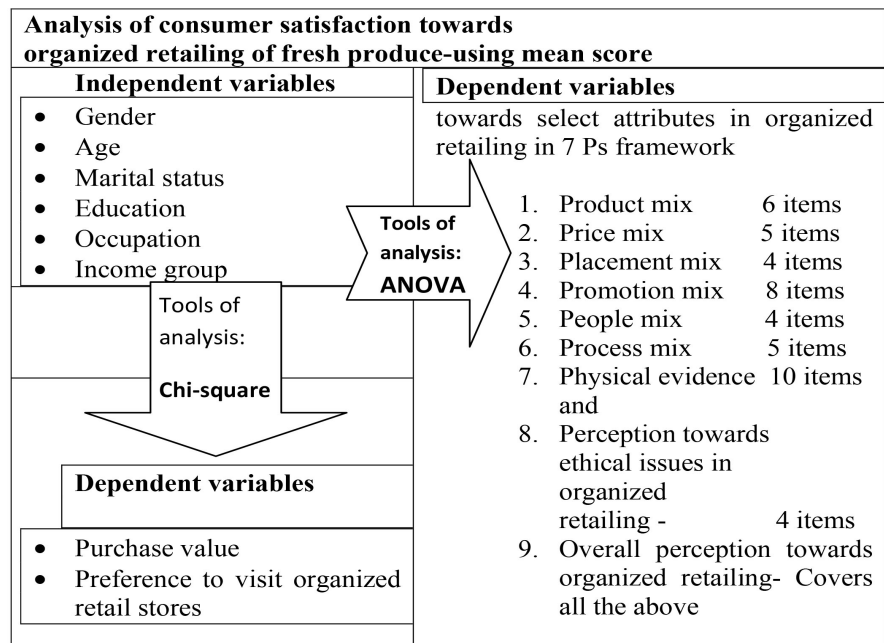 Analysis of consumer satisfaction towards
organized retailing of fresh produce-using mean score
Independent variables
• Gender
• Age
• Marital status
• Education
• Occupation
• Income group
Tools of
analysis:
Chi-square
Dependent variables
• Purchase value
• Preference to visit organized
retail stores
Tools of
analysis:
ANOVA
Dependent variables
towards select attributes in organized
retailing in 7 Ps framework
1. Product mix 6 items
2. Price mix 5 items
3. Placement mix 4 items
4. Promotion mix 8 items
5. People mix 4 items
6. Process mix 5 items
7. Physical evidence 10 items
and
8. Perception towards
ethical issues in
organized
retailing - 4 items
9. Overall perception towards
organized retailing- Covers
all the above